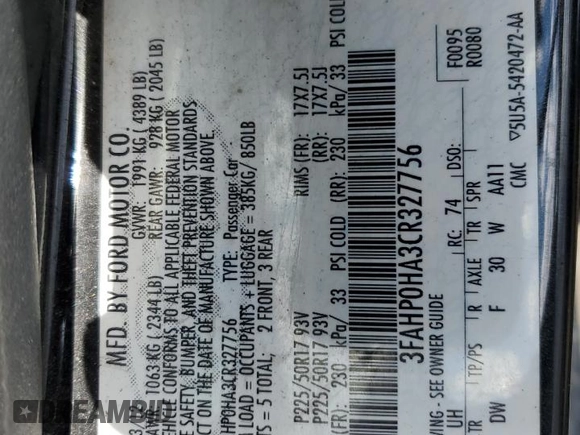 MFD. BY FORD MOTOR CO.
GVWR: 1991 KG ( 4389 LB)
1063 KG ( 2344 LB) REAR GAWR: 928 KG ( 2045 LB)
VEHICLE CONFORMS TO ALL APPLICABLE FEDERAL MOTOR
SAFETY, BUMPER, AND THEFT PREVENTION STANDARDS
ECT ON THE DATE OF MANUFACTURE SHOWN ABOVE.
HP0HA3CR327756 TYPE: Passenger Car
LOAD = OCCUPANTS + LUGGAGE = 385KG/ 850LB
TS = 5 TOTAL; 2 FRONT, 3 REAR
P225/50R17 93V RIMS (FR): 17X7.5J
P225/50R17 93V (RR): 17X7.5J
(FR): 230 kPa/ 33 PSI COLD (RR): 230 kPa/ 33 PSI COLD
3FAHP0HA3CR327756
WING - SEE OWNER GUIDE
F0095
R0080
UH RC: 74 DSO:
TP/PS R AXLE TR SPR
DW F 30 W AA11
CMC ▽5U5A-5420472-AA
5usedcars.com